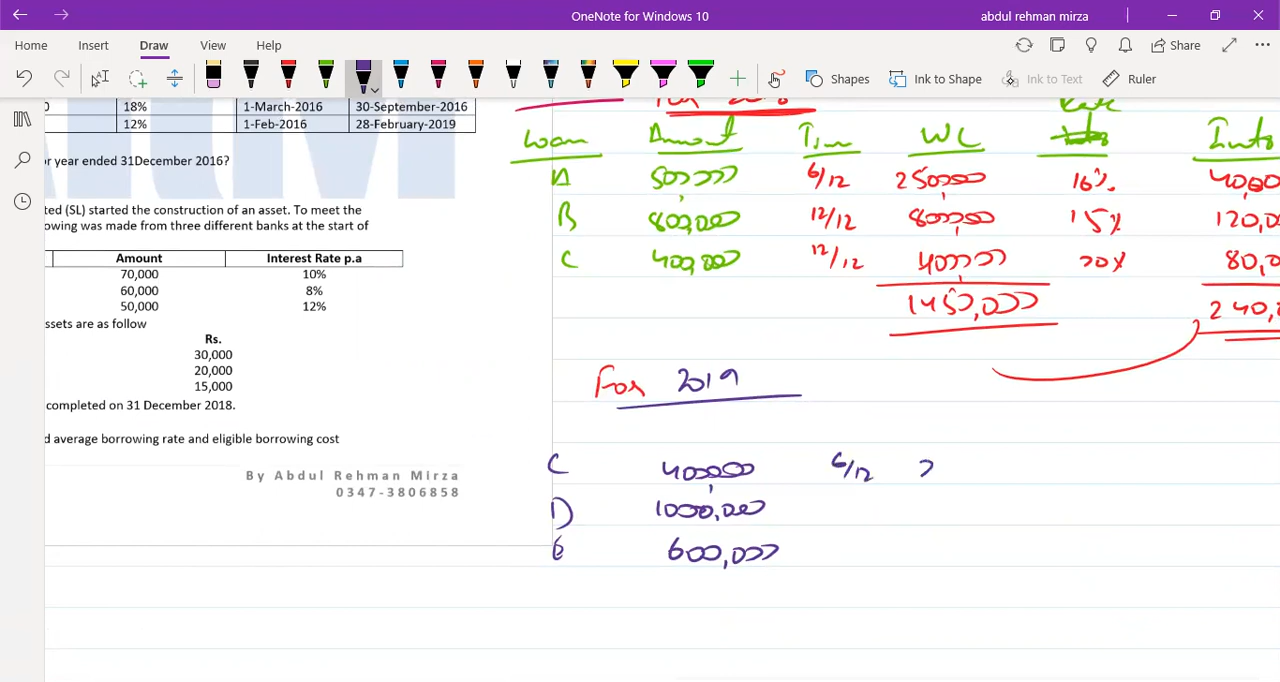 OneNote for Windows 10
abdul rehman mirza
Home Insert Draw View Help
Share
Shapes Ink to Shape Ink to Text Ruler
18% 1-March-2016 30-September-2016
12% 1-Feb-2016 28-February-2019
or year ended 31December 2016?
ted (SL) started the construction of an asset. To meet the
owing was made from three different banks at the start of
Amount Interest Rate p.a
70,000 10%
60,000 8%
50,000 12%
ssets are as follow
Rs.
30,000
20,000
15,000
completed on 31 December 2018.
d average borrowing rate and eligible borrowing cost
By Abdul Rehman Mirza
0347-3806858
Rate
Loan Amount Time WC
A 500,000 6/12 250,000 16%
B 800,000 12/12 800,000 15% 120,0
C 400,000 12/12 400,000 20% 80,0
1450,000 240,
For 2019
C 400,000 6/12 2
D 1000,000
E 600,000